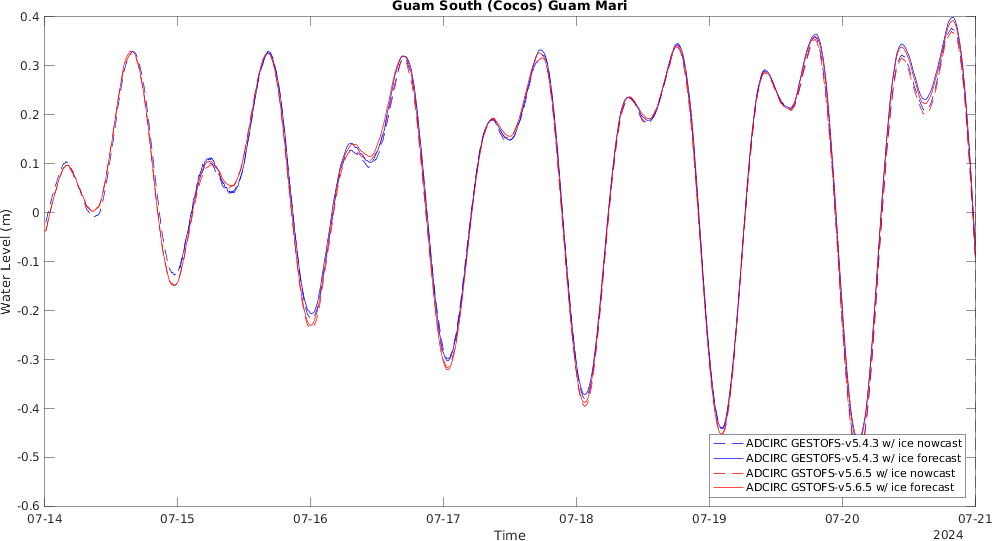 Guam South (Cocos) Guam Mari
Water Level (m)
0.4
0.3
0.2
0.1
0
-0.1
-0.2
-0.3
-0.4
-0.5
-0.6
ADCIRC GESTOFS-v5.4.3 w/ ice nowcast
ADCIRC GESTOFS-v5.4.3 w/ ice forecast
ADCIRC GSTOFS-v5.6.5 w/ ice nowcast
ADCIRC GSTOFS-v5.6.5 w/ ice forecast
07-14 07-15 07-16 07-17 07-18 07-19 07-20 07-21
Time
2024